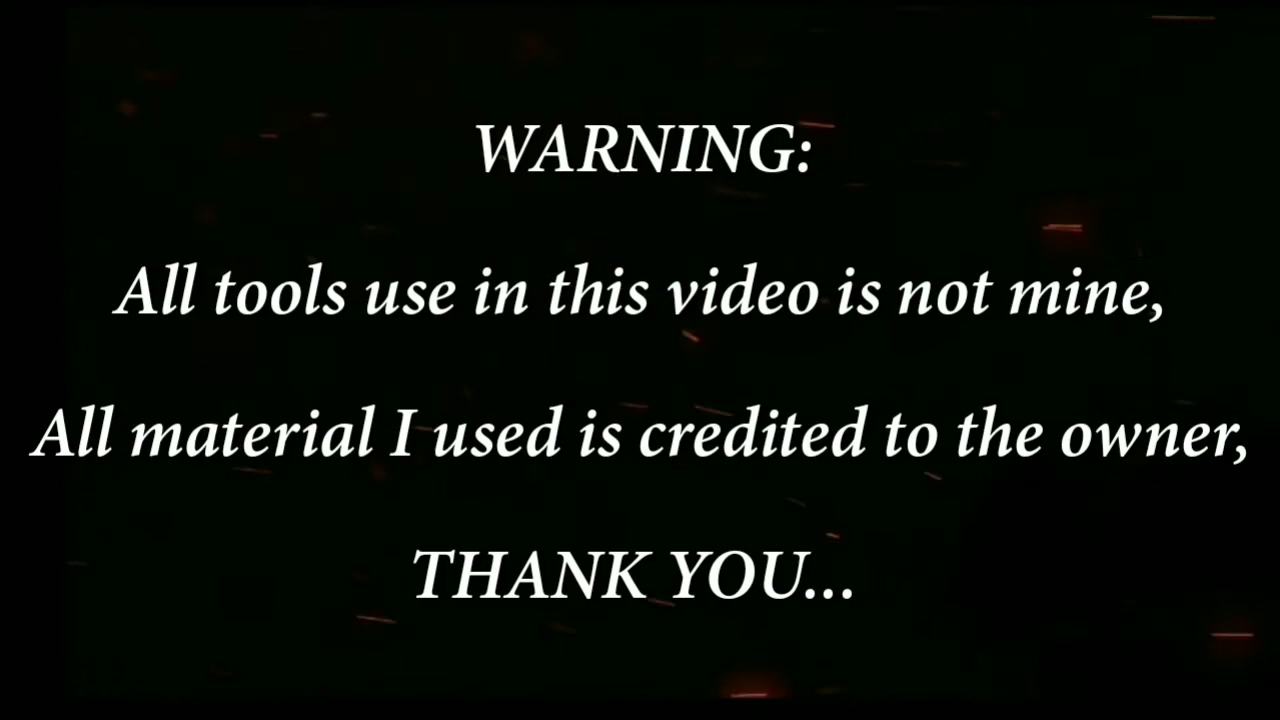 WARNING:
All tools use in this video is not mine,
All material I used is credited to the owner,
THANK YOU...